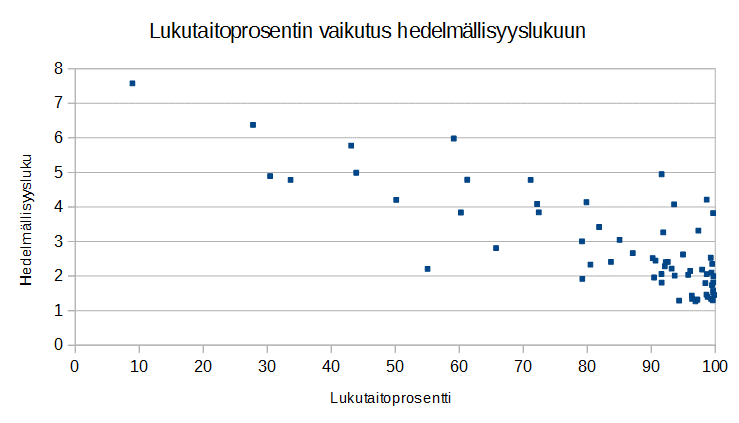 Lukutaitoprosentin vaikutus hedelmällisyyslukuun
8
7
6
5
4
3
2
1
0
Hedelmällisyysluku
0 10 20 30 40 50 60 70 80 90 100
Lukutaitoprosentti